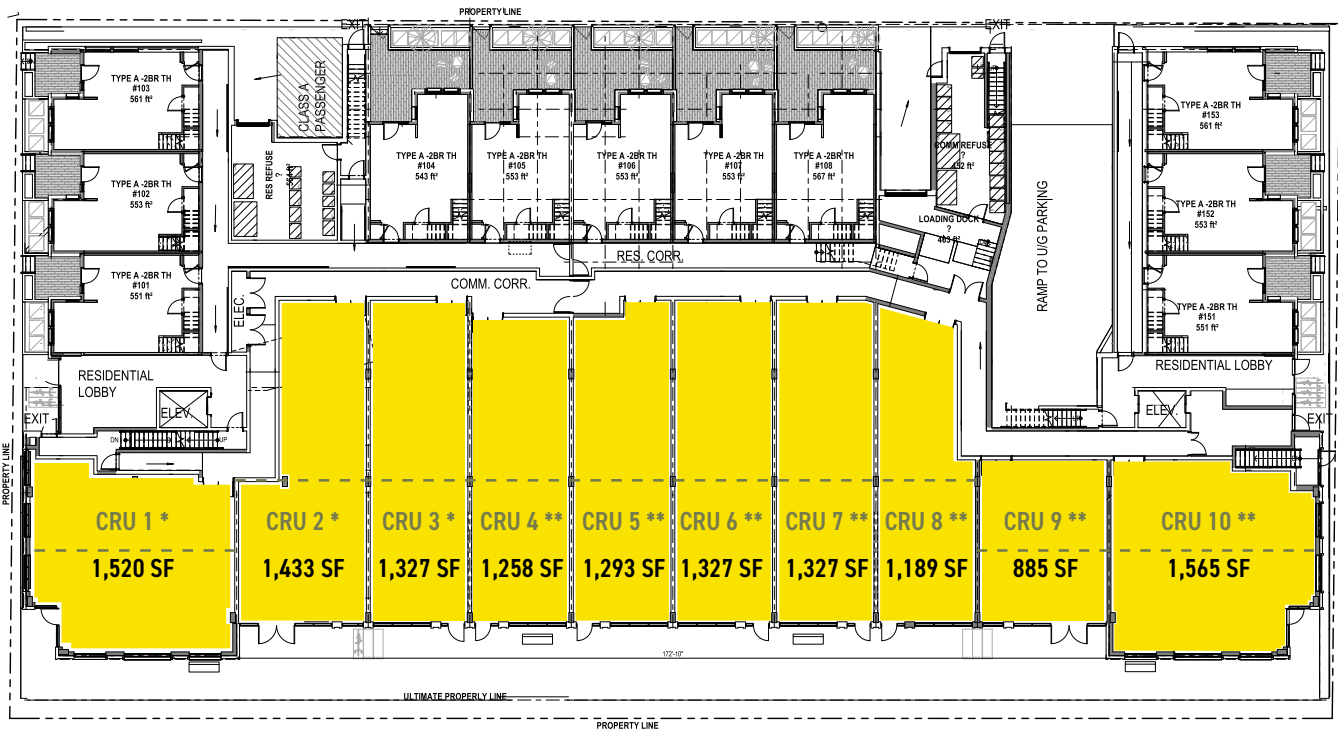 PROPERTY LINE
EXIT
EXIT
TYPE A -2BR TH
#103
561 ft²
CLASS A
PASSENGER
TYPE A -2BR TH
#153
561 ft²
TYPE A -2BR TH
#104
543 ft²
TYPE A -2BR TH
#105
553 ft²
TYPE A -2BR TH
#106
553 ft²
TYPE A -2BR TH
#107
553 ft²
TYPE A -2BR TH
#108
567 ft²
COMM REFUSE
?
452 ft²
RES REFUSE
?
TYPE A -2BR TH
#102
553 ft²
TYPE A -2BR TH
#152
553 ft²
LOADING DOCK
?
463 ft²
RAMP TO U/G PARKING
RES. CORR.
COMM. CORR.
TYPE A -2BR TH
#101
551 ft²
ELEC.
TYPE A -2BR TH
#151
551 ft²
RESIDENTIAL
LOBBY
RESIDENTIAL LOBBY
ELEV.
ELEV.
EXIT
EXIT
DN
UP
PROPERTY LINE
CRU 1 *
1,520 SF
CRU 2 *
1,433 SF
CRU 3 *
1,327 SF
CRU 4 **
1,258 SF
CRU 5 **
1,293 SF
CRU 6 **
1,327 SF
CRU 7 **
1,327 SF
CRU 8 **
1,189 SF
CRU 9 **
885 SF
CRU 10 **
1,565 SF
172'-10"
ULTIMATE PROPERLY LINE
PROPERTY LINE